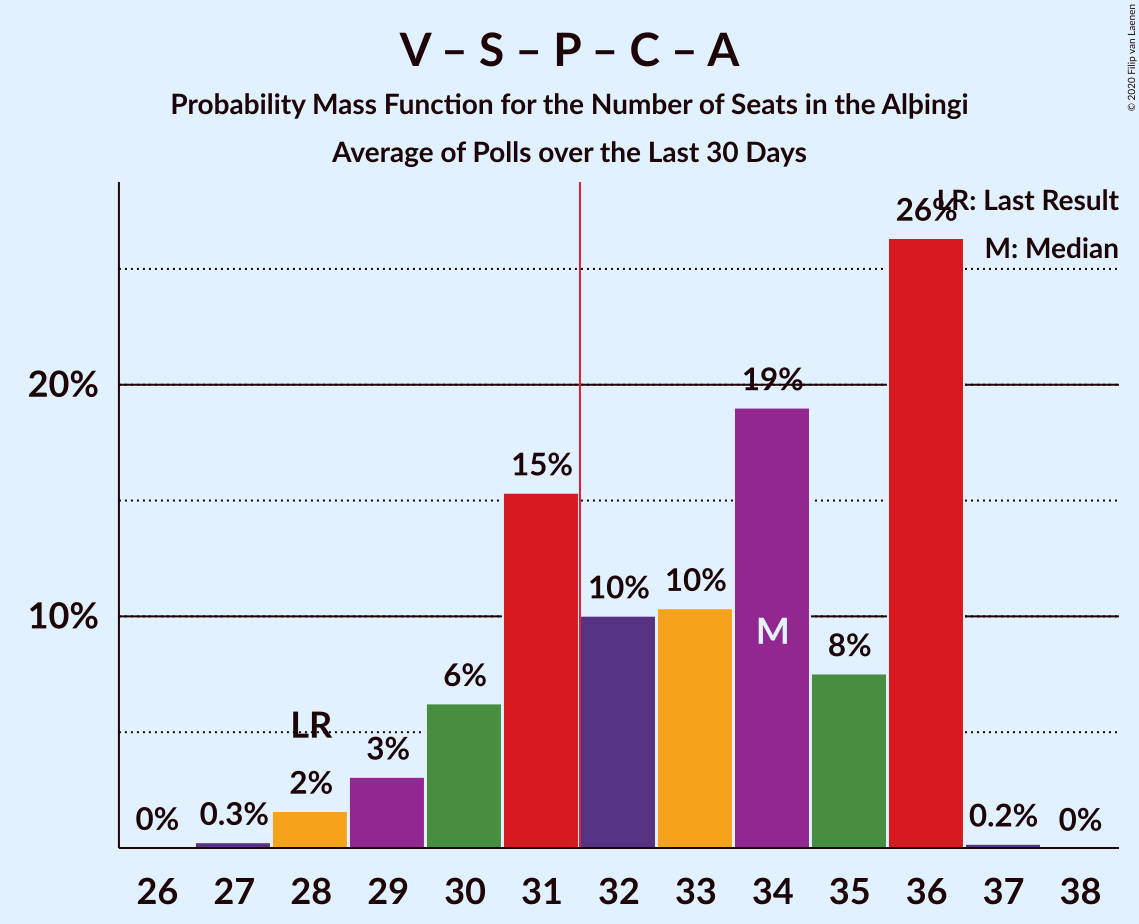 V – S – P – C – A
Probability Mass Function for the Number of Seats in the Alþingi
Average of Polls over the Last 30 Days
© 2020 Filip van Laenen
LR: Last Result
M: Median
20%
10%
0%
0.3%
2%
LR
3%
6%
15%
10%
10%
19%
M
8%
26%
0.2%
0%
26 27 28 29 30 31 32 33 34 35 36 37 38